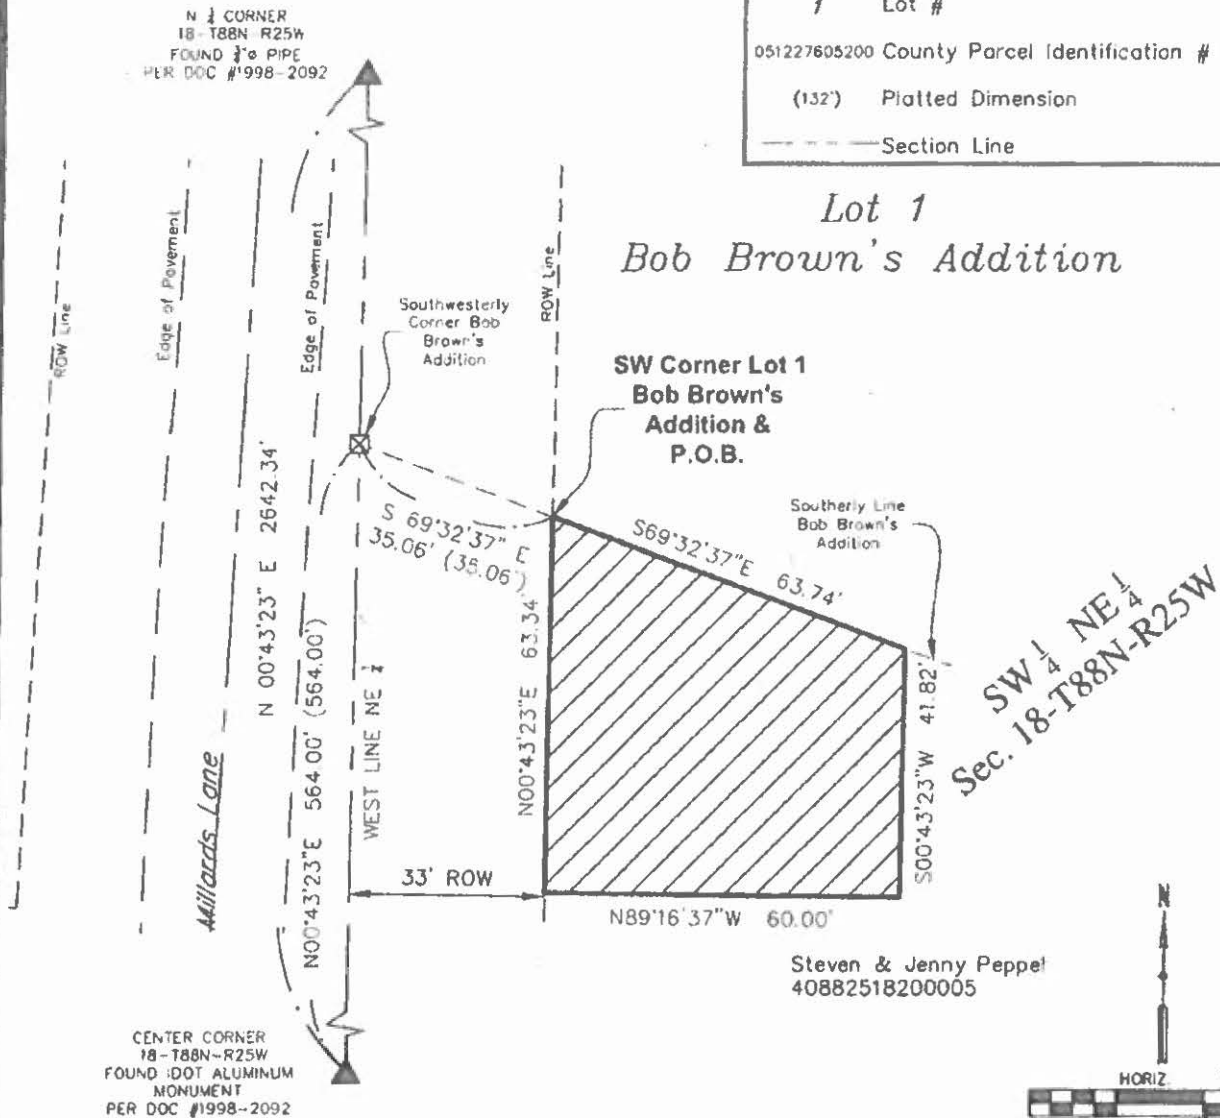 N ¼ CORNER
18-T88N-R25W
FOUND ¾"ø PIPE
PER DOC #1998-2092
1 Lot #
051227605200 County Parcel Identification #
(132') Platted Dimension
Section Line
Lot 1
Bob Brown's Addition
ROW Line
Edge of Pavement
Edge of Pavement
ROW Line
Southwesterly
Corner Bob
Brown's
Addition
SW Corner Lot 1
Bob Brown's
Addition &
P.O.B.
Southerly Line
Bob Brown's
Addition
N 00°43'23" E 2642.34'
S 69°32'37" E
35.06' (35.06')
S69°32'37"E 63.74'
N00°43'23"E 63.34'
S00°43'23"W 41.82'
SW ¼ NE ¼
Sec. 18-T88N-R25W
Millards Lane
N00°43'23"E 564.00' (564.00')
WEST LINE NE ¼
33' ROW
N89°16'37"W 60.00'
Steven & Jenny Peppel
40882518200005
N
CENTER CORNER
18-T88N-R25W
FOUND IDOT ALUMINUM
MONUMENT
PER DOC #1998-2092
HORIZ.